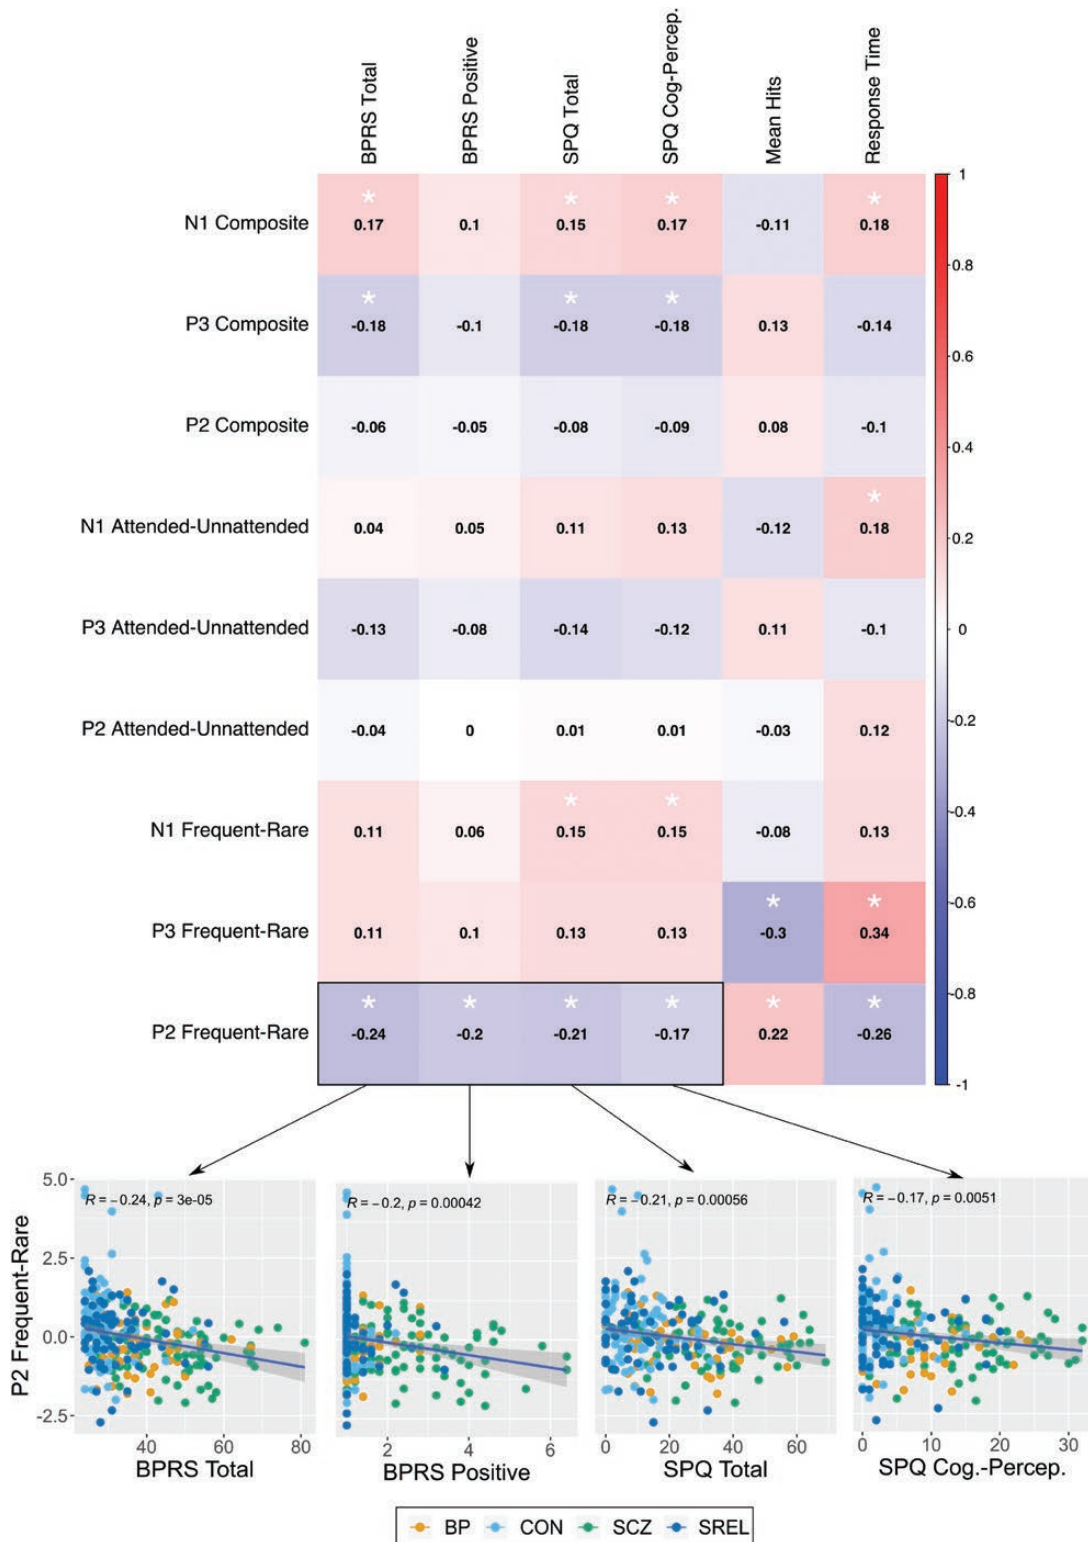 BPRS Total
BPRS Positive
SPQ Total
SPQ Cog-Percep.
Mean Hits
Response Time
N1 Composite * 0.17 0.1 * 0.15 * 0.17 -0.11 * 0.18
P3 Composite * -0.18 -0.1 * -0.18 * -0.18 0.13 -0.14
P2 Composite -0.06 -0.05 -0.08 -0.09 0.08 -0.1
N1 Attended-Unnattended 0.04 0.05 0.11 0.13 -0.12 * 0.18
P3 Attended-Unnattended -0.13 -0.08 -0.14 -0.12 0.11 -0.1
P2 Attended-Unnattended -0.04 0 0.01 0.01 -0.03 0.12
N1 Frequent-Rare 0.11 0.06 * 0.15 * 0.15 -0.08 0.13
P3 Frequent-Rare 0.11 0.1 0.13 0.13 * -0.3 * 0.34
P2 Frequent-Rare * -0.24 * -0.2 * -0.21 * -0.17 * 0.22 * -0.26
1
0.8
0.6
0.4
0.2
0
-0.2
-0.4
-0.6
-0.8
-1
P2 Frequent-Rare
5.0
2.5
0.0
-2.5
R = −0.24, p = 3e-05
40 60 80
BPRS Total
R = −0.2, p = 0.00042
2 4 6
BPRS Positive
R = −0.21, p = 0.00056
0 20 40 60
SPQ Total
R = −0.17, p = 0.0051
0 10 20 30
SPQ Cog.-Percep.
BP CON SCZ SREL